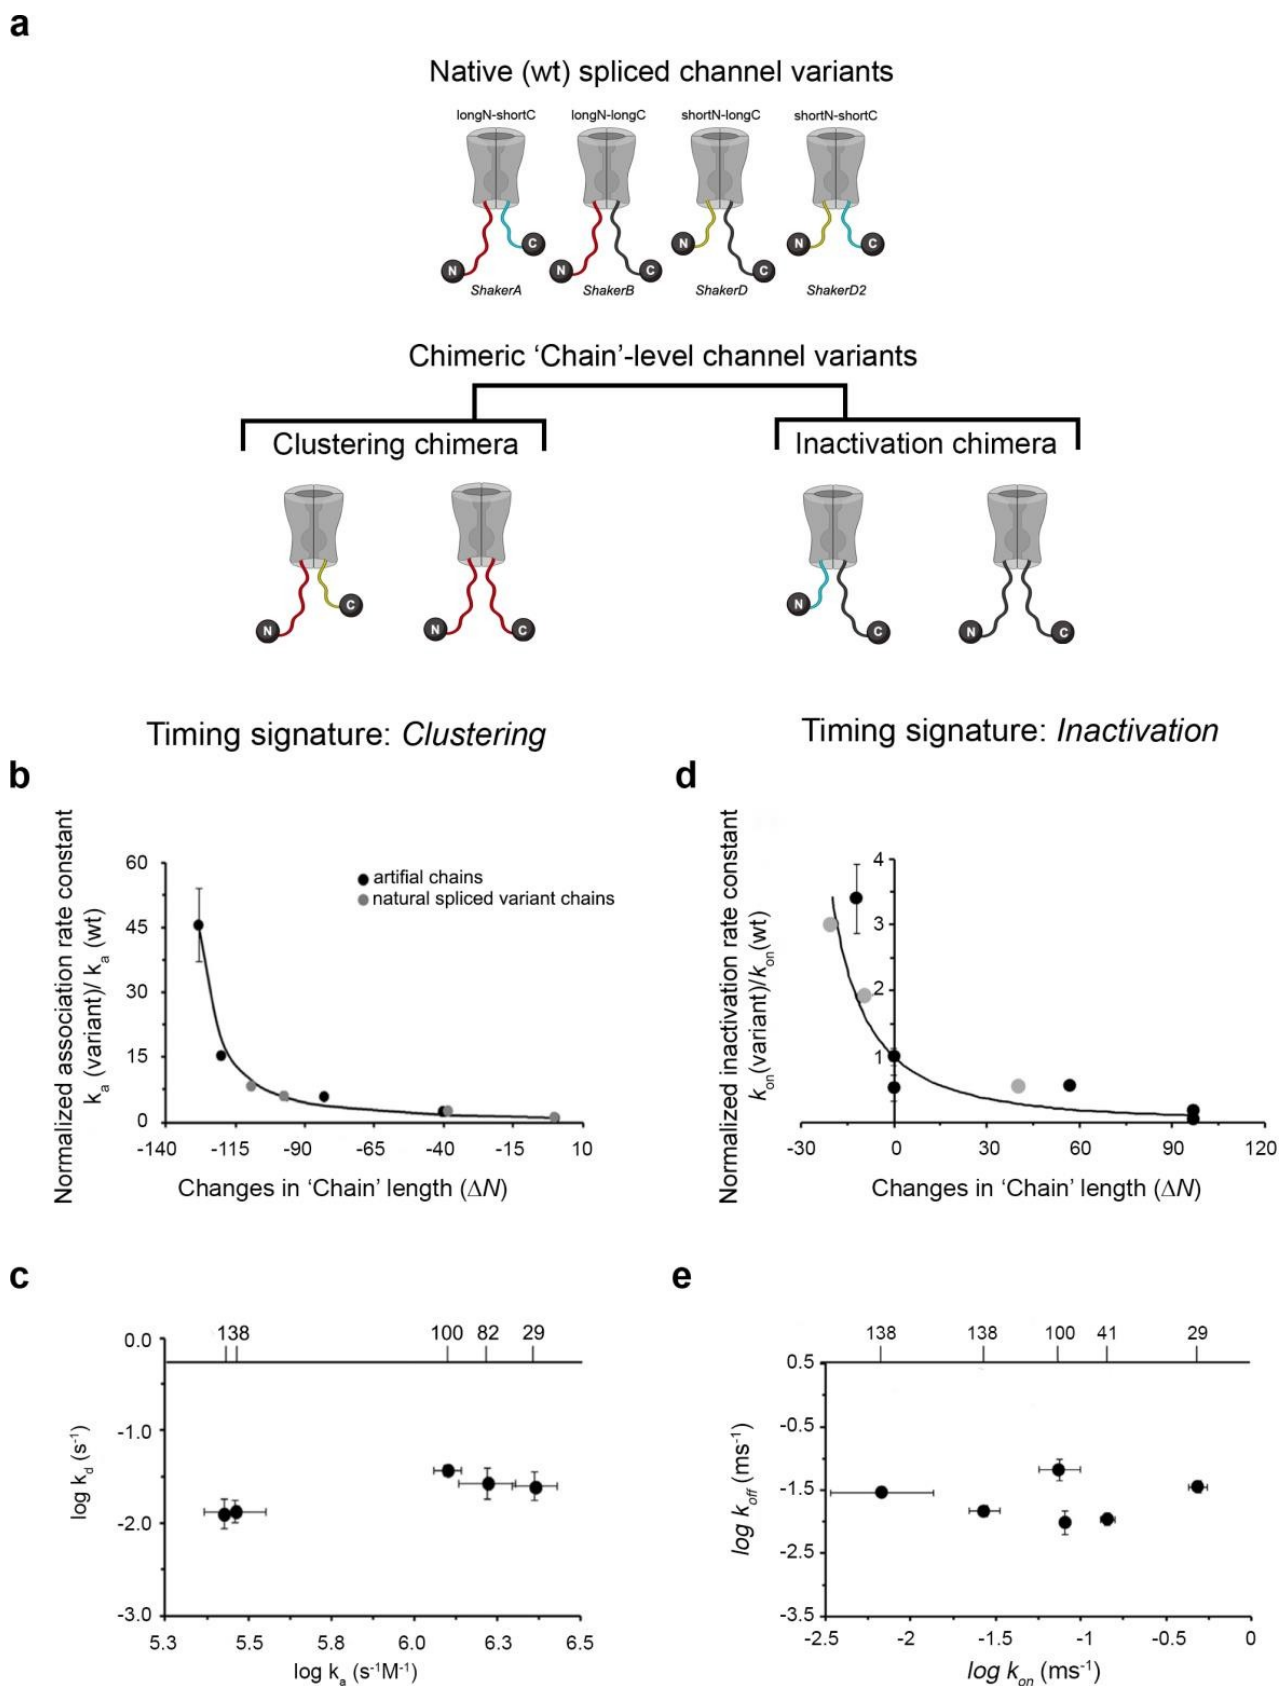 a
Native (wt) spliced channel variants
longN-shortC longN-longC shortN-longC shortN-shortC
N C N C N C N C
ShakerA ShakerB ShakerD ShakerD2
Chimeric ‘Chain’-level channel variants
Clustering chimera Inactivation chimera
N C N C N C N C
Timing signature: Clustering
b
Normalized association rate constant
kₐ (variant)/ kₐ (wt)
60
45
30
15
0
artifial chains
natural spliced variant chains
-140 -115 -90 -65 -40 -15 10
Changes in ‘Chain’ length (ΔN)
Timing signature: Inactivation
d
Normalized inactivation rate constant
kon(variant)/kon(wt)
4
3
2
1
-30 0 30 60 90 120
Changes in ‘Chain’ length (ΔN)
c
138 100 82 29
log kd (s⁻¹)
0.0
-1.0
-2.0
-3.0
5.3 5.5 5.8 6.0 6.3 6.5
log kₐ (s⁻¹M⁻¹)
e
138 138 100 41 29
log koff (ms⁻¹)
0.5
-0.5
-1.5
-2.5
-3.5
-2.5 -2 -1.5 -1 -0.5 0
log kon (ms⁻¹)